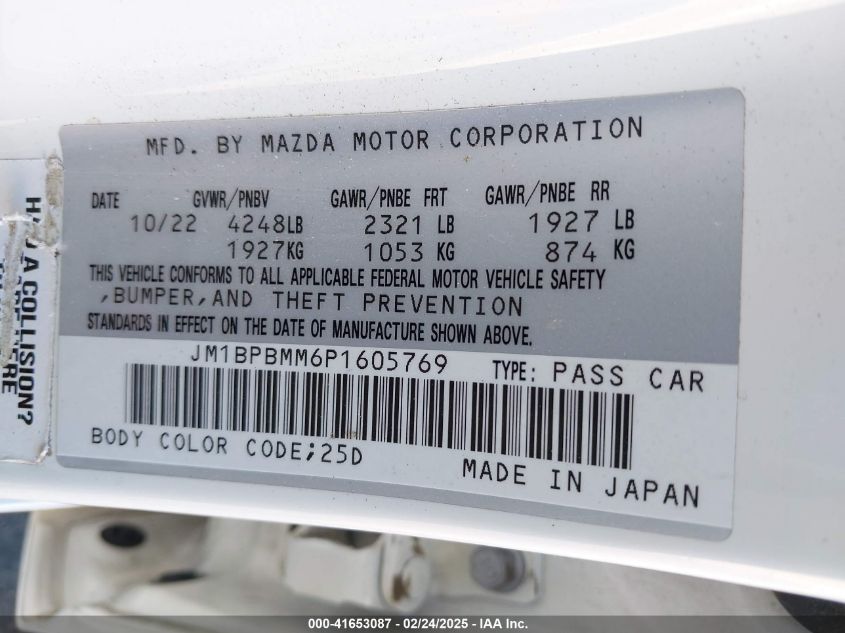 MFD. BY MAZDA MOTOR CORPORATION
DATE GVWR/PNBV GAWR/PNBE FRT GAWR/PNBE RR
10/22 4248LB 2321 LB 1927 LB
1927KG 1053 KG 874 KG
THIS VEHICLE CONFORMS TO ALL APPLICABLE FEDERAL MOTOR VEHICLE SAFETY
,BUMPER,AND THEFT PREVENTION
STANDARDS IN EFFECT ON THE DATE OF MANUFACTURE SHOWN ABOVE.
JM1BPBMM6P1605769 TYPE: PASS CAR
BODY COLOR CODE;25D
MADE IN JAPAN
A COLLISION?
000-41653087 - 02/24/2025 - IAA Inc.